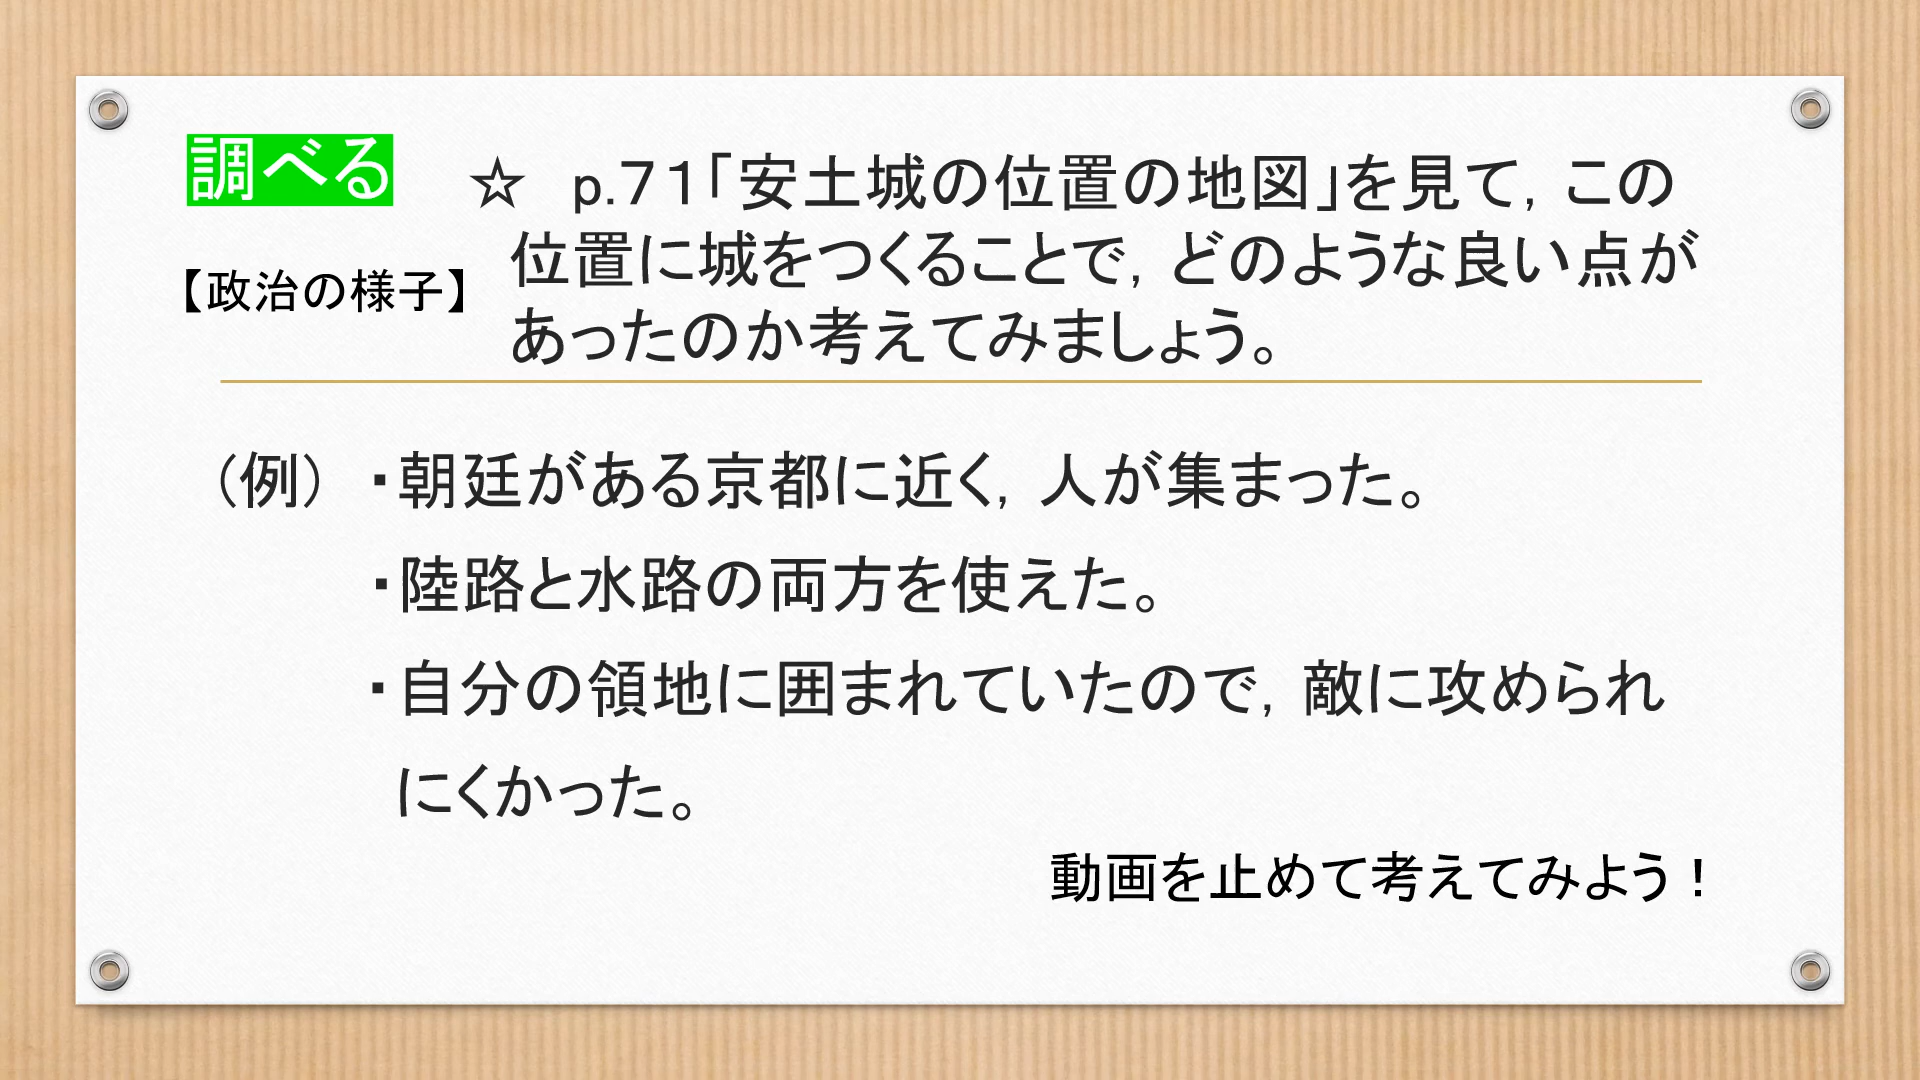 調べる
【政治の様子】
☆　p.７１「安土城の位置の地図」を見て，この
位置に城をつくることで，どのような良い点が
あったのか考えてみましょう。
（例）・朝廷がある京都に近く，人が集まった。
・陸路と水路の両方を使えた。
・自分の領地に囲まれていたので，敵に攻められ
にくかった。
動画を止めて考えてみよう！